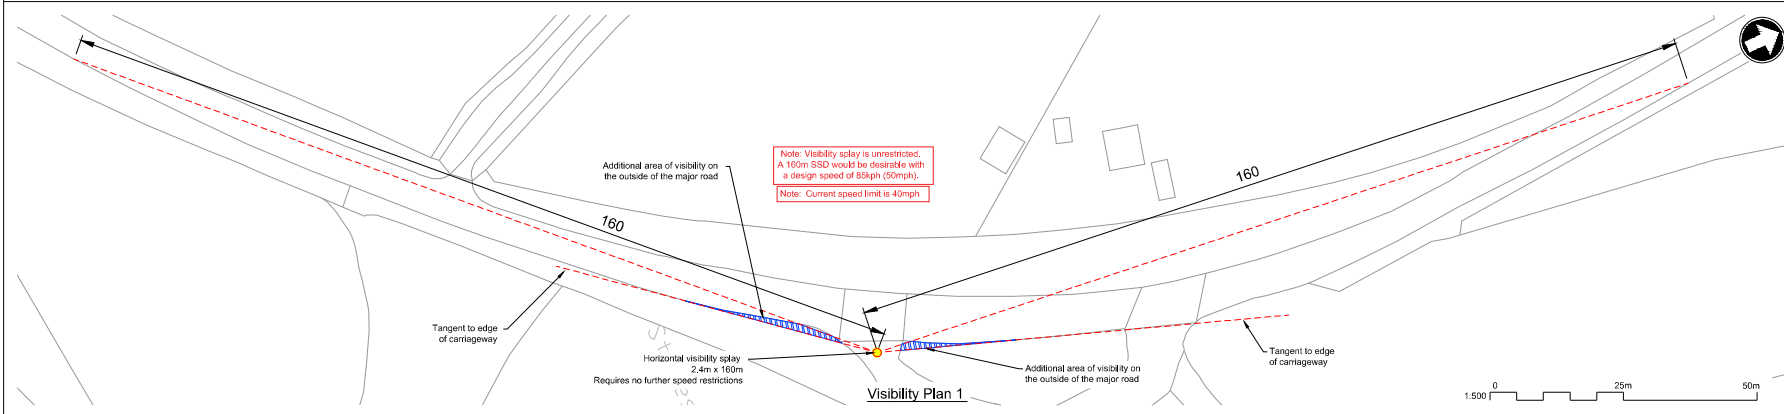 Additional area of visibility on
the outside of the major road
Note: Visibility splay is unrestricted.
A 160m SSD would be desirable with
a design speed of 85kph (50mph).
Note: Current speed limit is 40mph
160
160
Tangent to edge
of carriageway
Horizontal visibility splay
2.4m x 160m
Requires no further speed restrictions
Additional area of visibility on
the outside of the major road
Tangent to edge
of carriageway
Visibility Plan 1
0 25m 50m
1:500